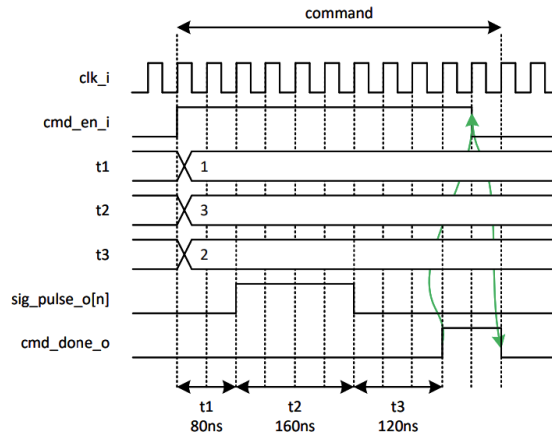 command
clk_i
cmd_en_i
t1 1
t2 3
t3 2
sig_pulse_o[n]
cmd_done_o
t1 t2 t3
80ns 160ns 120ns